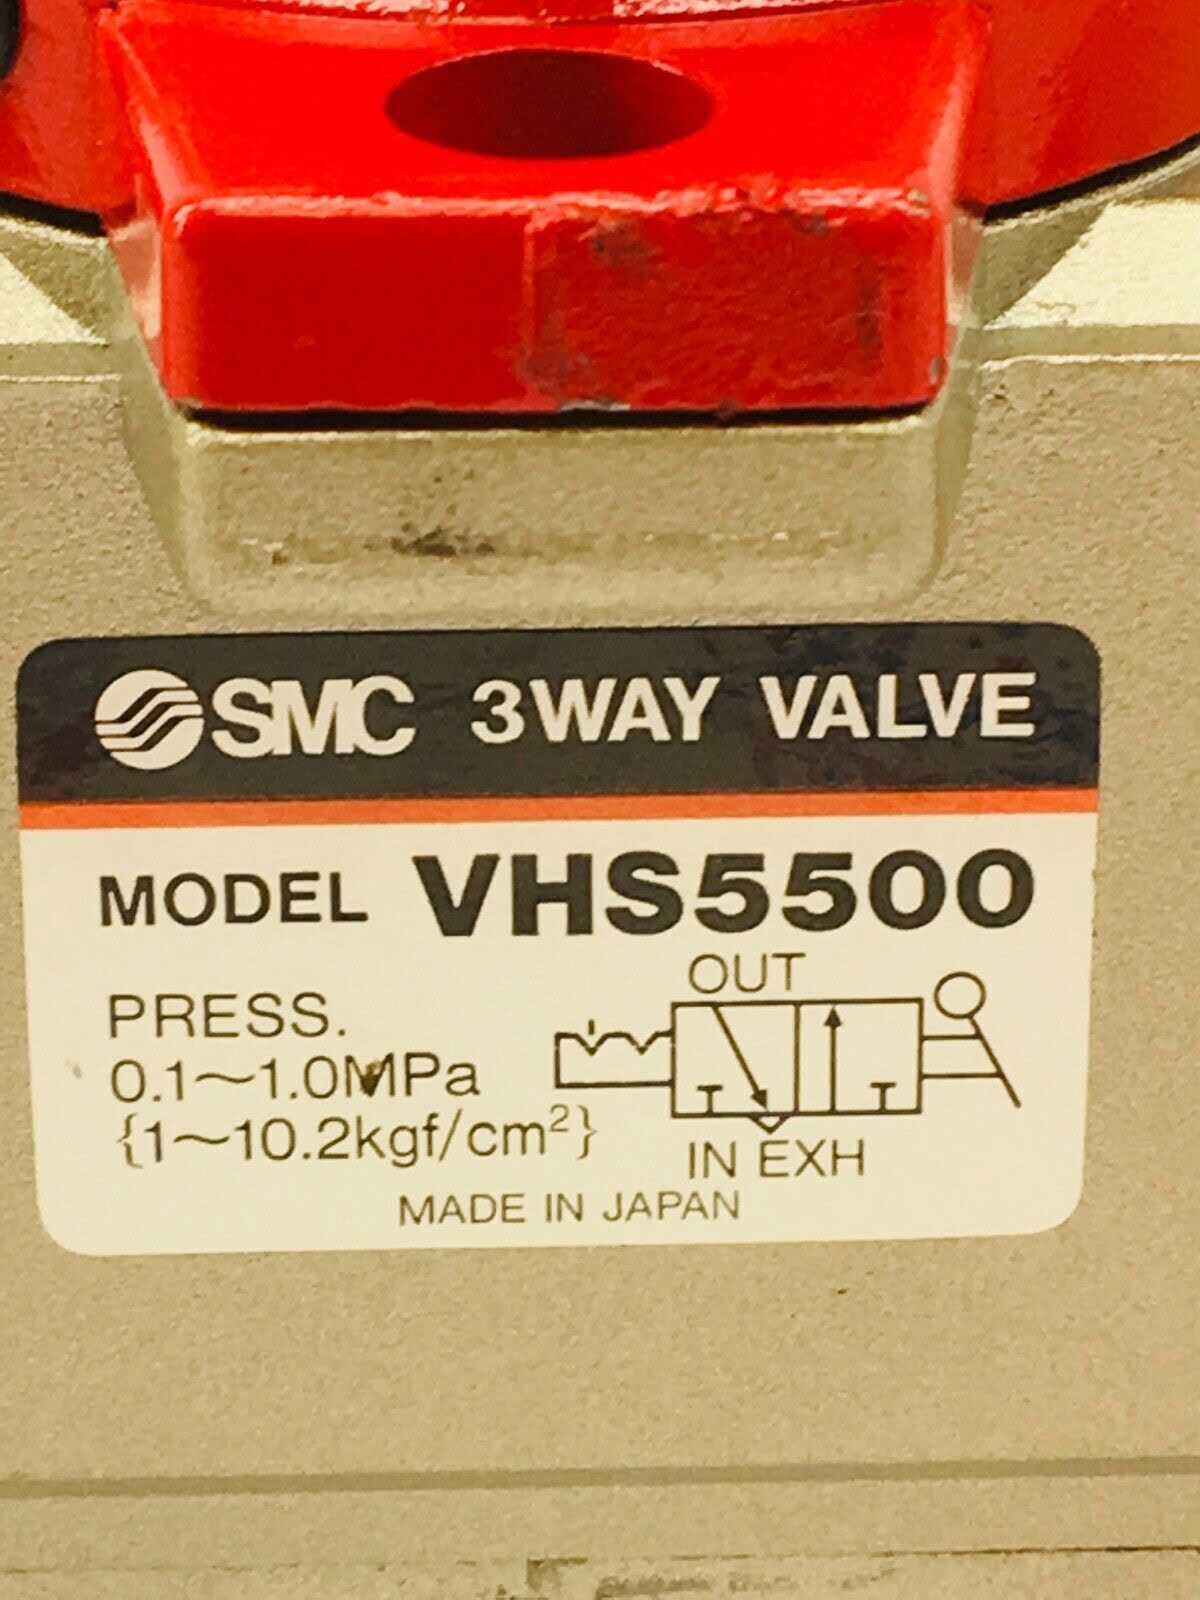 SMC 3WAY VALVE
MODEL VHS5500
OUT
PRESS.
0.1~1.0MPa
{1~10.2kgf/cm²}
IN EXH
MADE IN JAPAN